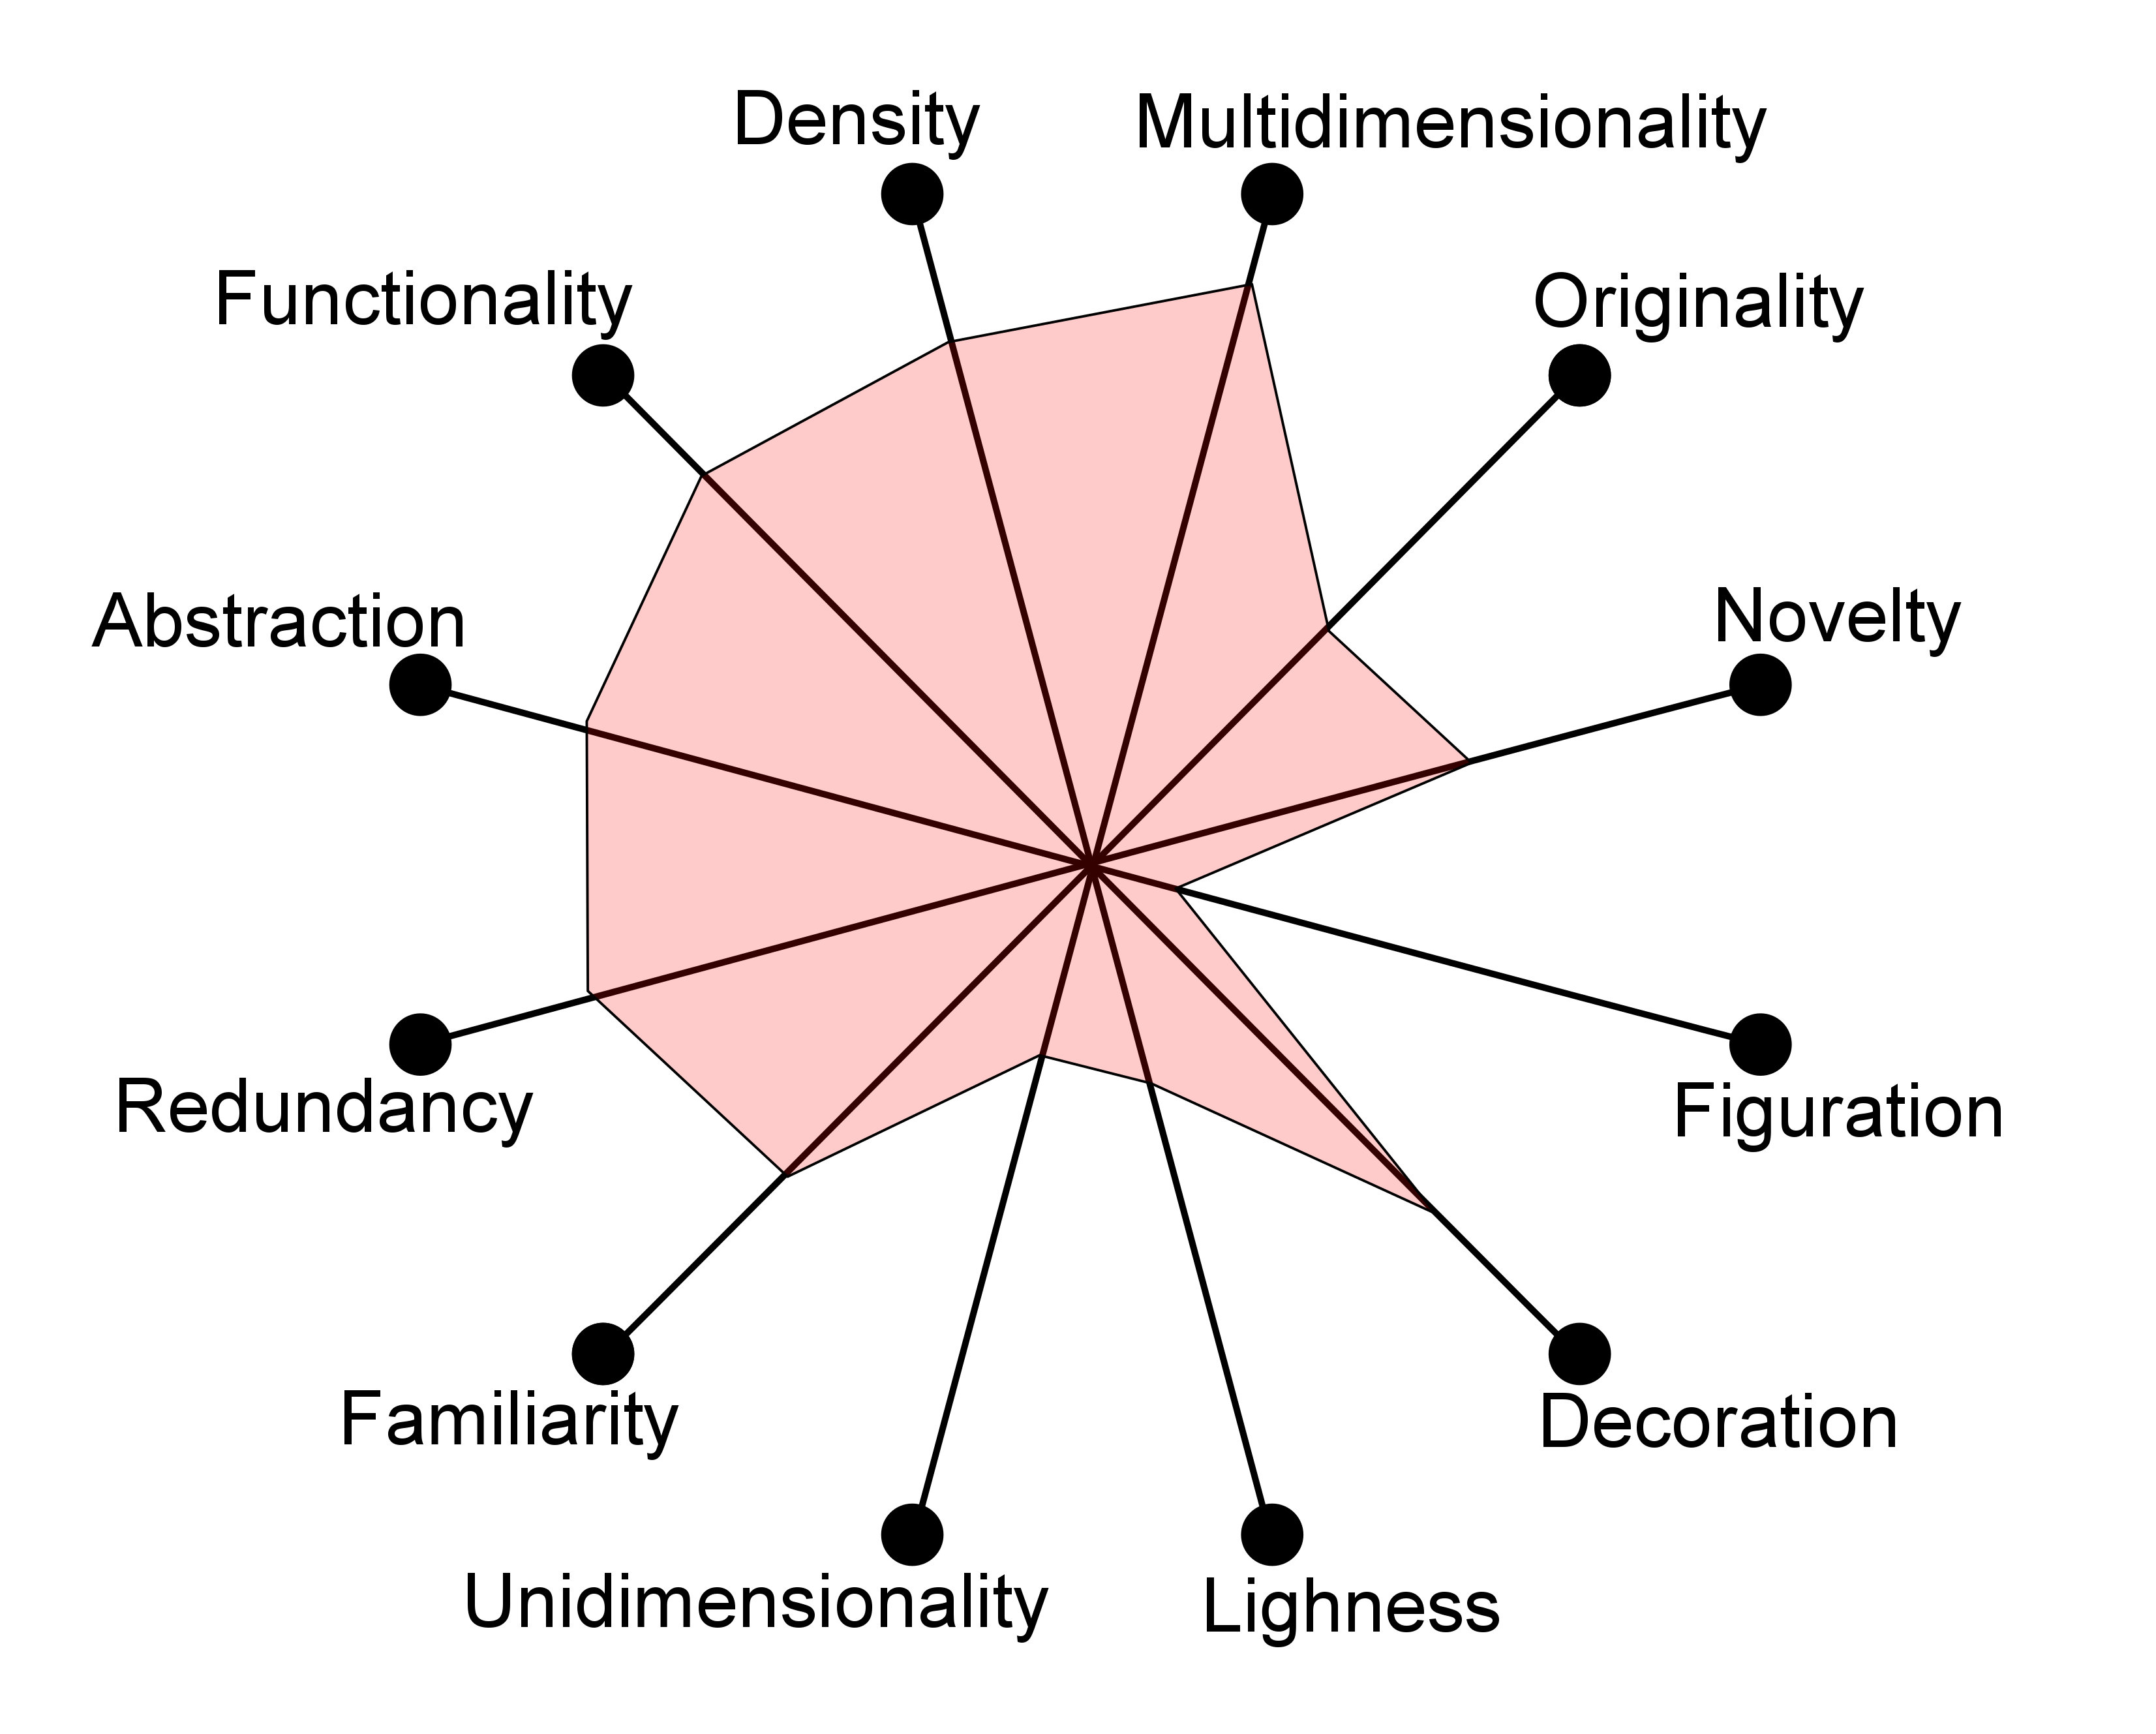 Density
Multidimensionality
Functionality
Originality
Abstraction
Novelty
Redundancy
Figuration
Familiarity
Decoration
Unidimensionality
Lighness